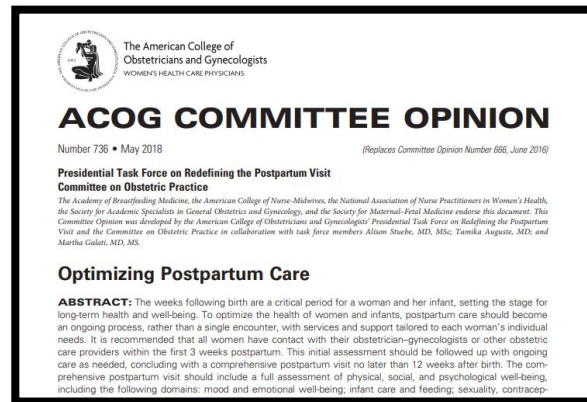 The American College of
Obstetricians and Gynecologists
WOMEN'S HEALTH CARE PHYSICIANS
ACOG COMMITTEE OPINION
Number 736 • May 2018
(Replaces Committee Opinion Number 666, June 2016)
Presidential Task Force on Redefining the Postpartum Visit
Committee on Obstetric Practice
The Academy of Breastfeeding Medicine, the American College of Nurse-Midwives, the National Association of Nurse Practitioners in Women's Health,
the Society for Academic Specialists in General Obstetrics and Gynecology, and the Society for Maternal–Fetal Medicine endorse this document. This
Committee Opinion was developed by the American College of Obstetricians and Gynecologists' Presidential Task Force on Redefining the Postpartum
Visit and the Committee on Obstetric Practice in collaboration with task force members Alison Stuebe, MD, MSc; Tamika Auguste, MD; and
Martha Gulati, MD, MS.
Optimizing Postpartum Care
ABSTRACT: The weeks following birth are a critical period for a woman and her infant, setting the stage for
long-term health and well-being. To optimize the health of women and infants, postpartum care should become
an ongoing process, rather than a single encounter, with services and support tailored to each woman's individual
needs. It is recommended that all women have contact with their obstetrician–gynecologists or other obstetric
care providers within the first 3 weeks postpartum. This initial assessment should be followed up with ongoing
care as needed, concluding with a comprehensive postpartum visit no later than 12 weeks after birth. The com-
prehensive postpartum visit should include a full assessment of physical, social, and psychological well-being,
including the following domains: mood and emotional well-being; infant care and feeding; sexuality, contracep-